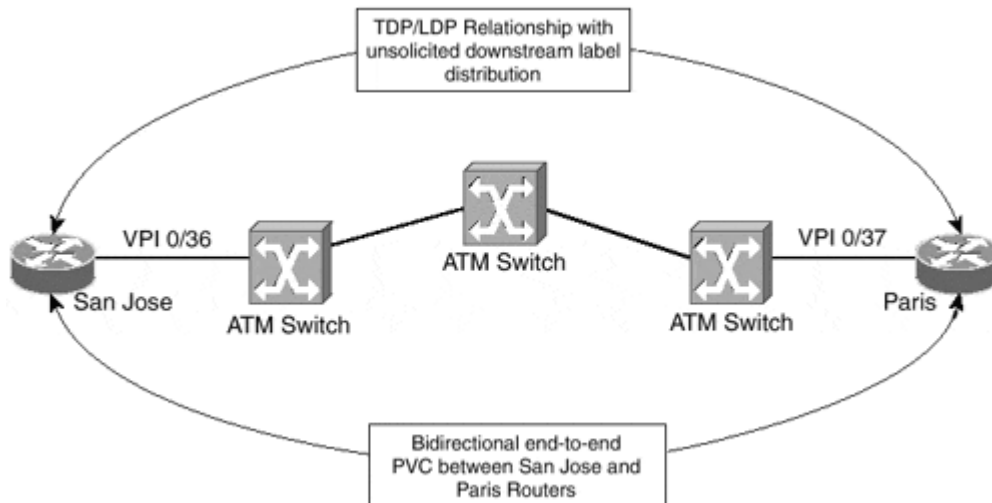 TDP/LDP Relationship with
unsolicited downstream label
distribution
VPI 0/36
VPI 0/37
ATM Switch
San Jose
Paris
ATM Switch
ATM Switch
Bidirectional end-to-end
PVC between San Jose and
Paris Routers